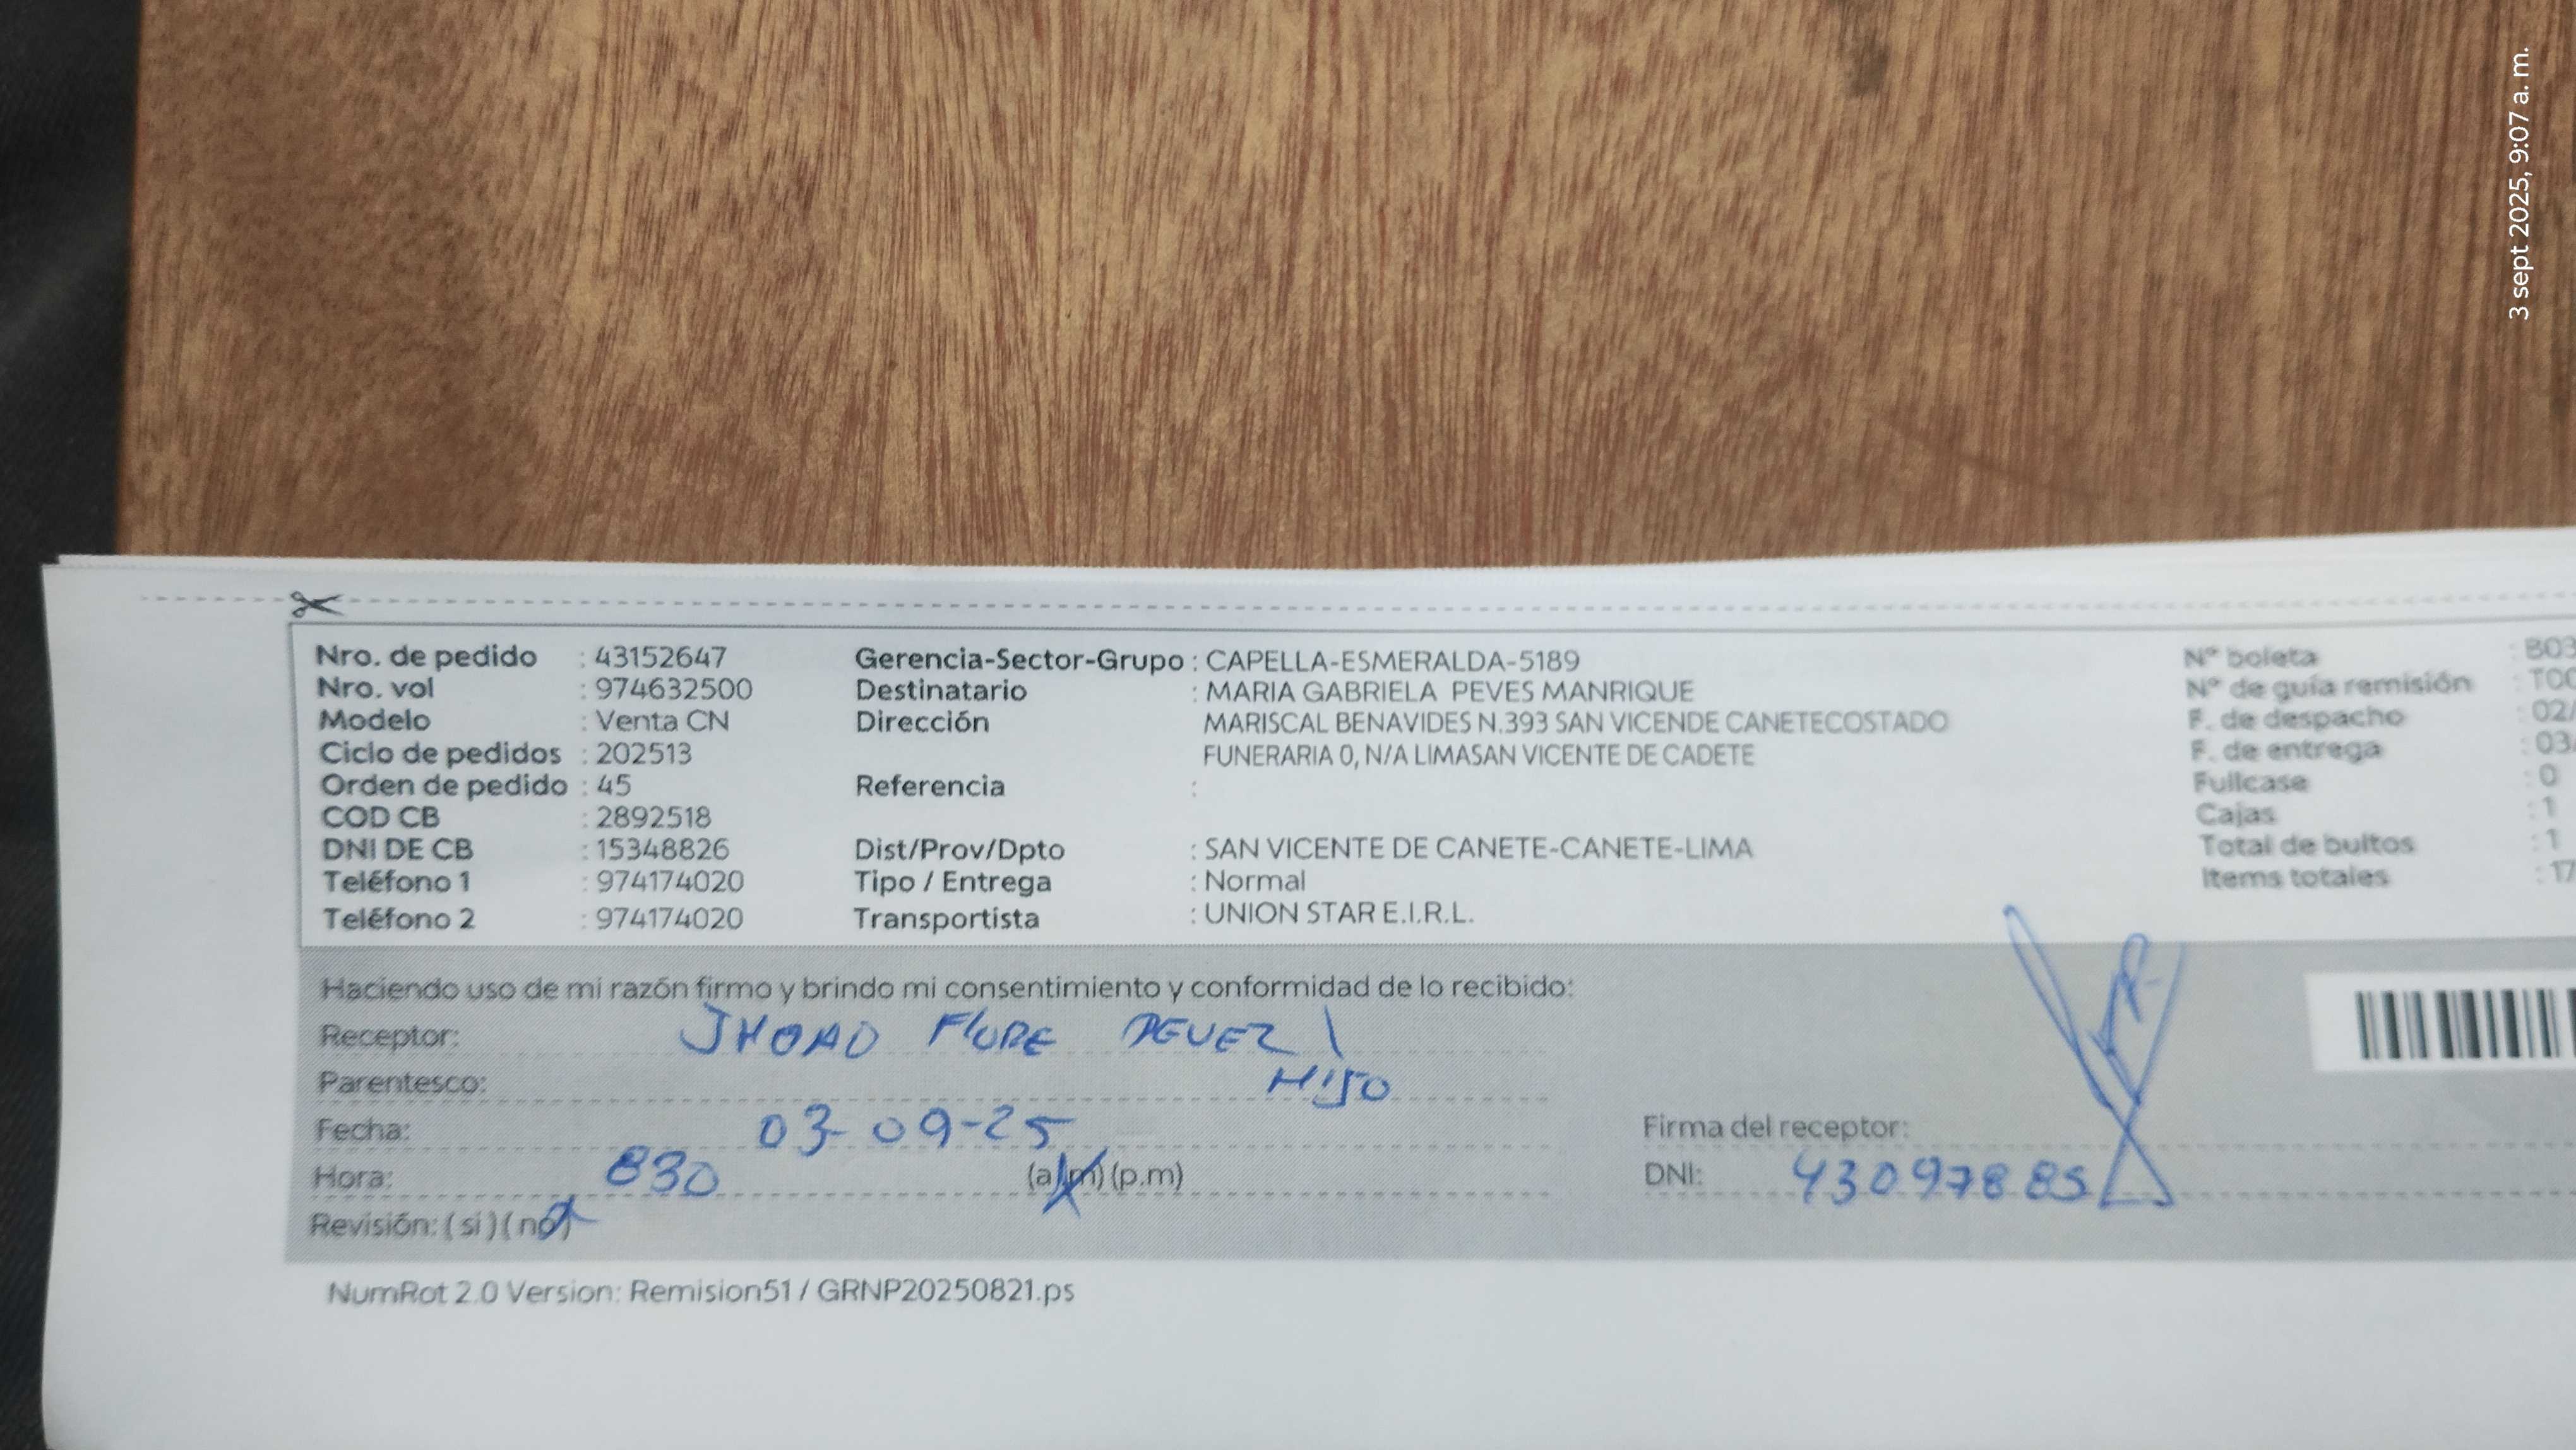 3 sept 2025, 9:07 a. m.
Nro. de pedido : 43152647 Gerencia-Sector-Grupo : CAPELLA-ESMERALDA-5189 Nº boleta : B03
Nro. vol : 974632500 Destinatario : MARIA GABRIELA PEVES MANRIQUE Nº de guía remisión : T00
Modelo : Venta CN Dirección MARISCAL BENAVIDES N.393 SAN VICENDE CANETECOSTADO F. de despacho : 02/
Ciclo de pedidos : 202513 FUNERARIA 0, N/A LIMASAN VICENTE DE CADETE F. de entrega : 03
Orden de pedido : 45 Referencia : Fullcase : 0
COD CB : 2892518 Cajas : 1
DNI DE CB : 15348826 Dist/Prov/Dpto : SAN VICENTE DE CANETE-CANETE-LIMA Total de bultos : 1
Teléfono 1 : 974174020 Tipo / Entrega : Normal Items totales : 17
Teléfono 2 : 974174020 Transportista : UNION STAR E.I.R.L.
Haciendo uso de mi razón firmo y brindo mi consentimiento y conformidad de lo recibido:
Receptor:
Parentesco: HIJO
Fecha: 03-09-25 Firma del receptor:
Hora: 830 (a.m) (p.m) DNI: 43097885
Revisión: ( si ) ( no )
NumRot 2.0 Version: Remision51 / GRNP20250821.ps